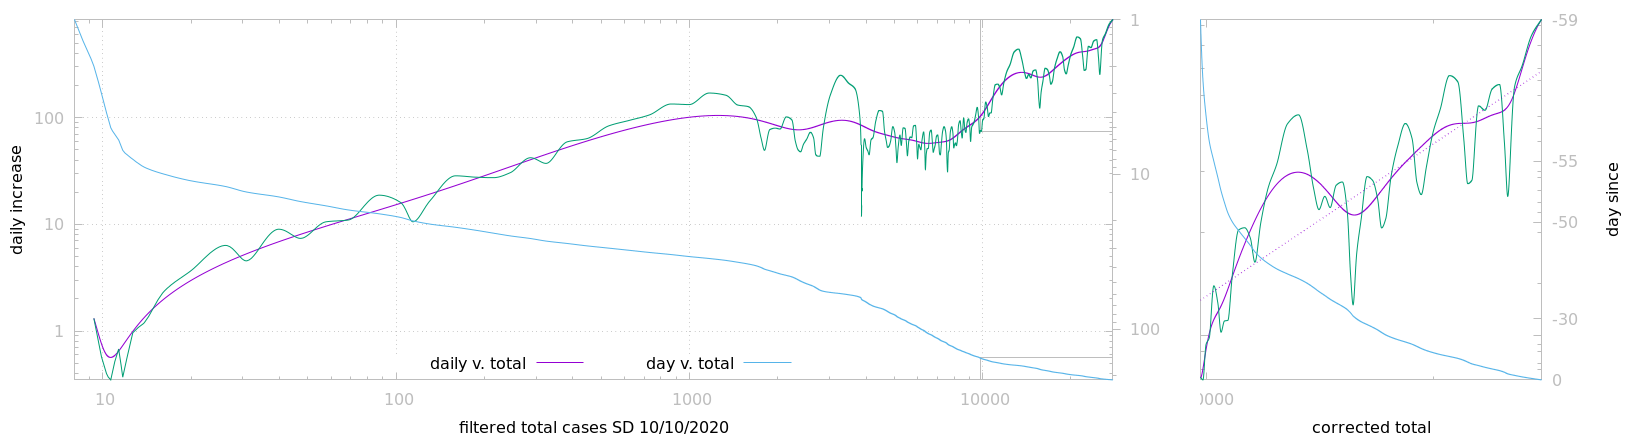 1
-59
100
daily increase
10
-55
day since
10
-50
1
100
-30
daily v. total
day v. total
0
10
100
1000
10000
0000
filtered total cases SD 10/10/2020
corrected total